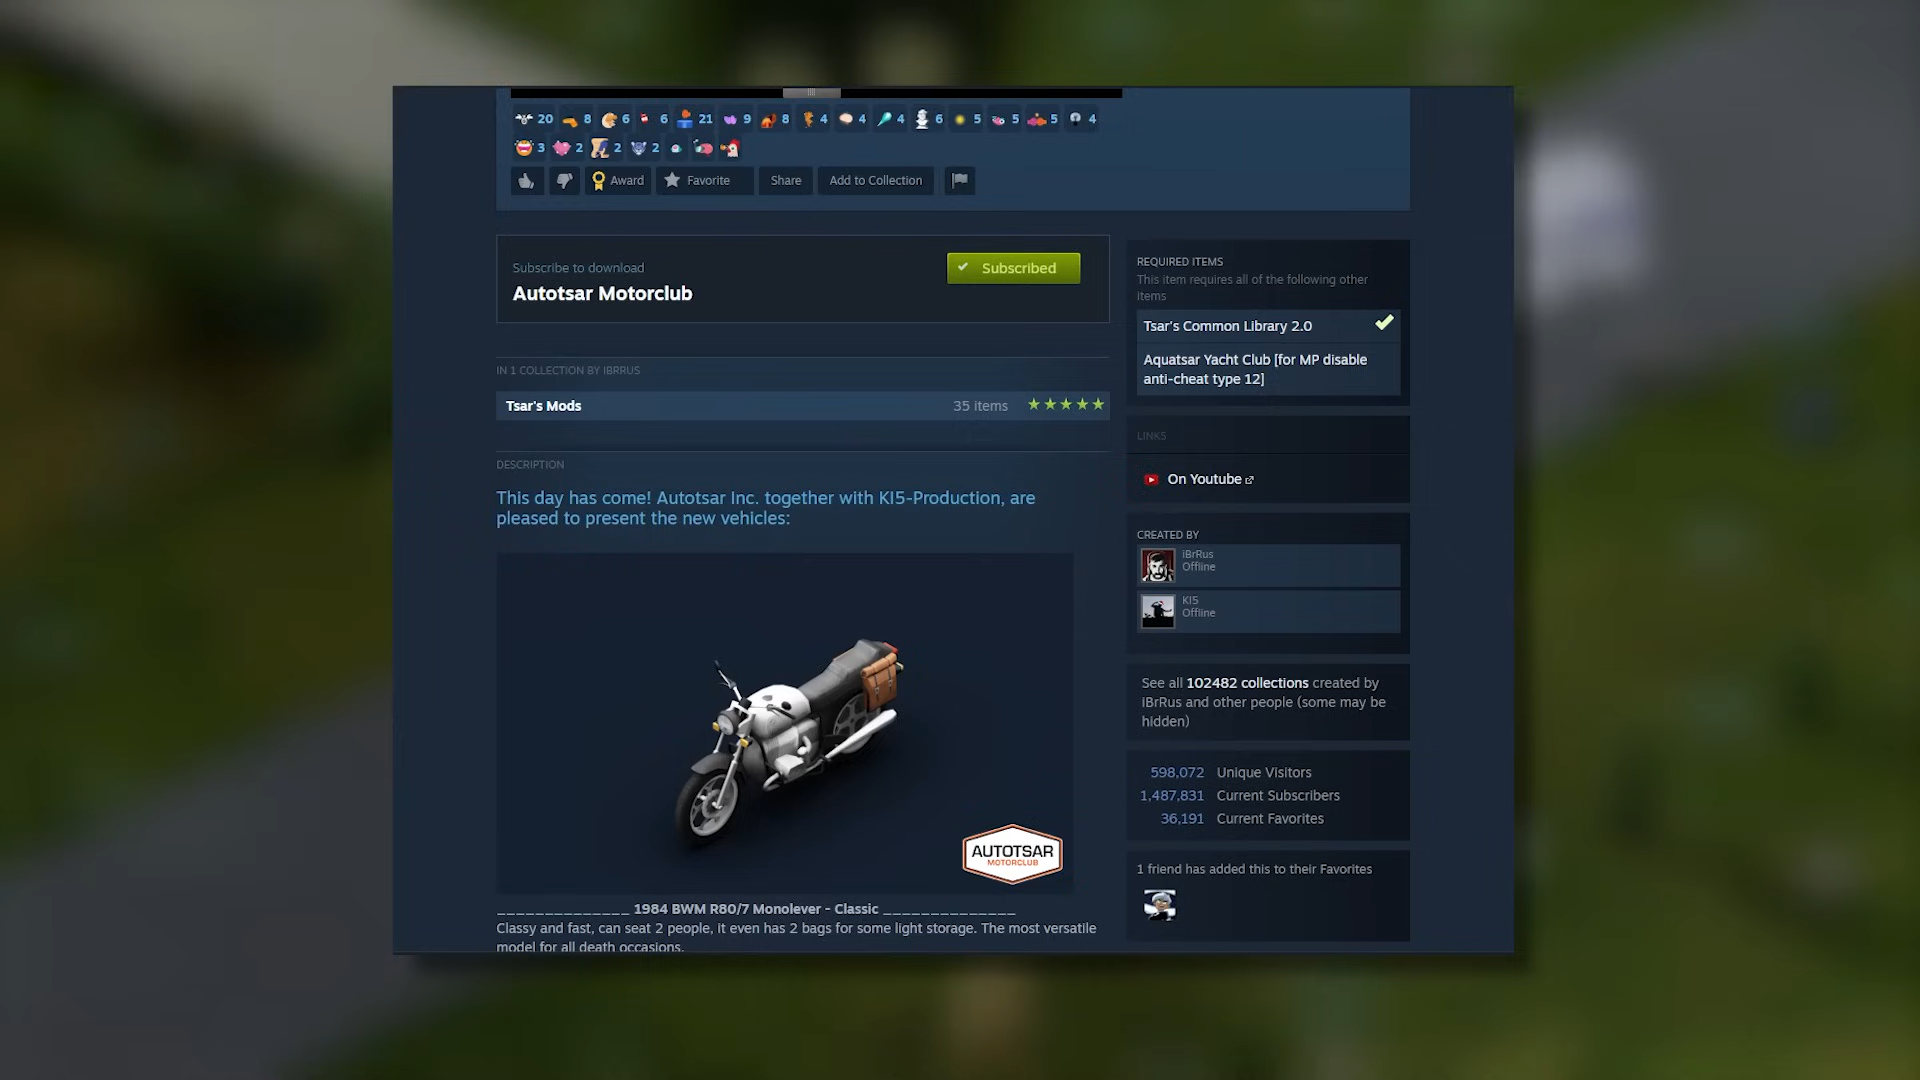 20 8 6 6 21 9 8 4 4 4 6 5 5 5 4
3 2 2 2
Award Favorite Share Add to Collection
Subscribe to download
Autotsar Motorclub
Subscribed
IN 1 COLLECTION BY IBRRUS
Tsar's Mods 35 items
DESCRIPTION
This day has come! Autotsar Inc. together with KI5-Production, are
pleased to present the new vehicles:
AUTOTSAR
MOTORCLUB
______________ 1984 BWM R80/7 Monolever - Classic ______________
Classy and fast, can seat 2 people, it even has 2 bags for some light storage. The most versatile
model for all death occasions.
REQUIRED ITEMS
This item requires all of the following other
items
Tsar's Common Library 2.0
Aquatsar Yacht Club [for MP disable
anti-cheat type 12]
LINKS
On Youtube
CREATED BY
iBrRus
Offline
KI5
Offline
See all 102482 collections created by
iBrRus and other people (some may be
hidden)
598,072 Unique Visitors
1,487,831 Current Subscribers
36,191 Current Favorites
1 friend has added this to their Favorites